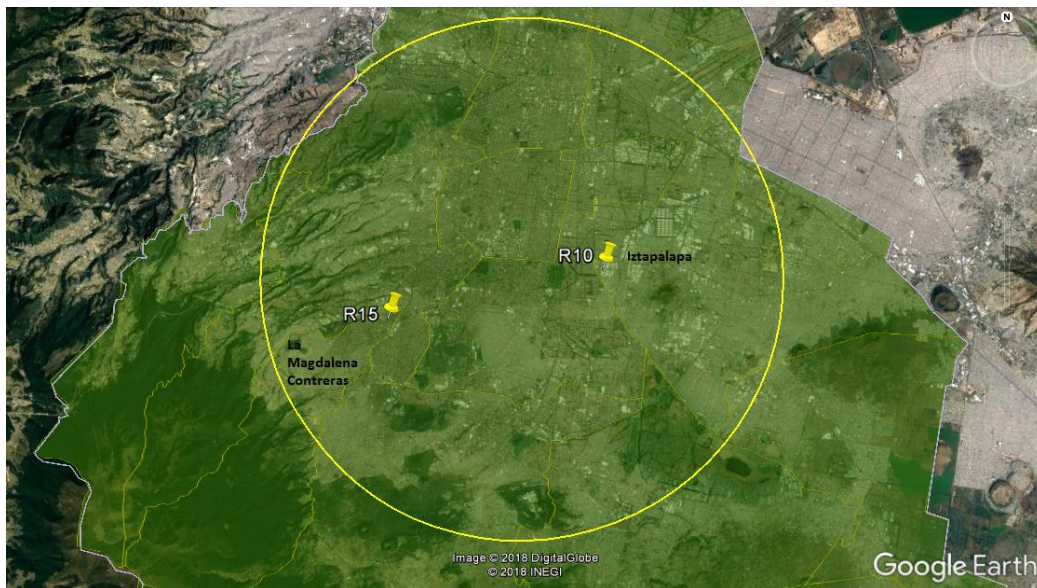 N
R10
Iztapalapa
R15
La
Magdalena
Contreras
Image © 2018 DigitalGlobe
© 2018 INEGI
Google Earth